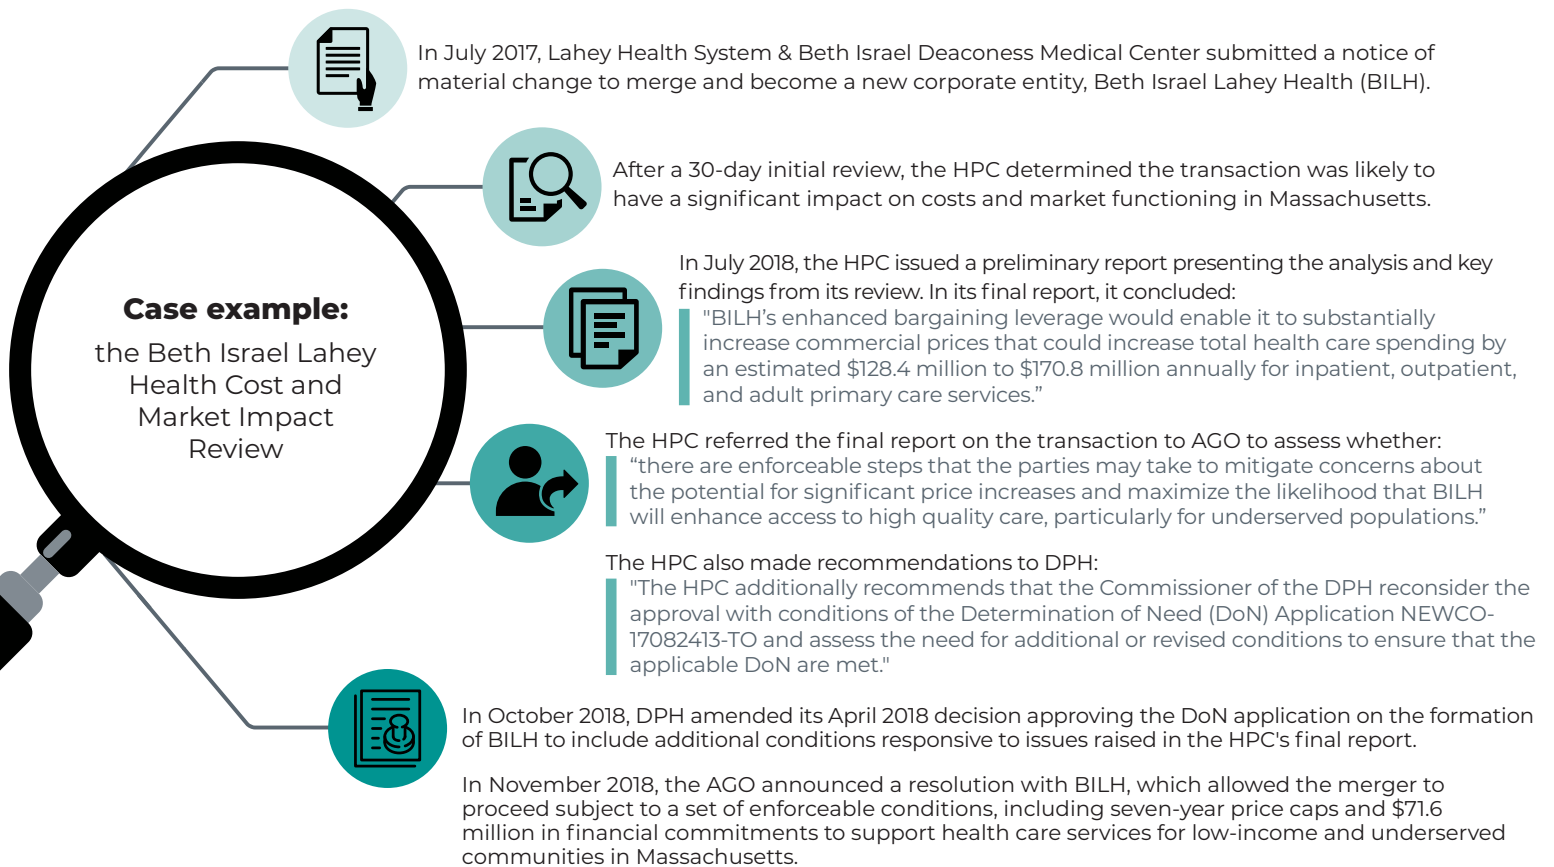 In July 2017, Lahey Health System & Beth Israel Deaconess Medical Center submitted a notice of
material change to merge and become a new corporate entity, Beth Israel Lahey Health (BILH).
After a 30-day initial review, the HPC determined the transaction was likely to
have a significant impact on costs and market functioning in Massachusetts.
Case example:
the Beth Israel Lahey
Health Cost and
Market Impact
Review
In July 2018, the HPC issued a preliminary report presenting the analysis and key
findings from its review. In its final report, it concluded:
"BILH’s enhanced bargaining leverage would enable it to substantially
increase commercial prices that could increase total health care spending by
an estimated $128.4 million to $170.8 million annually for inpatient, outpatient,
and adult primary care services.”
The HPC referred the final report on the transaction to AGO to assess whether:
“there are enforceable steps that the parties may take to mitigate concerns about
the potential for significant price increases and maximize the likelihood that BILH
will enhance access to high quality care, particularly for underserved populations.”
The HPC also made recommendations to DPH:
"The HPC additionally recommends that the Commissioner of the DPH reconsider the
approval with conditions of the Determination of Need (DoN) Application NEWCO-
17082413-TO and assess the need for additional or revised conditions to ensure that the
applicable DoN are met."
In October 2018, DPH amended its April 2018 decision approving the DoN application on the formation
of BILH to include additional conditions responsive to issues raised in the HPC's final report.
In November 2018, the AGO announced a resolution with BILH, which allowed the merger to
proceed subject to a set of enforceable conditions, including seven-year price caps and $71.6
million in financial commitments to support health care services for low-income and underserved
communities in Massachusetts.